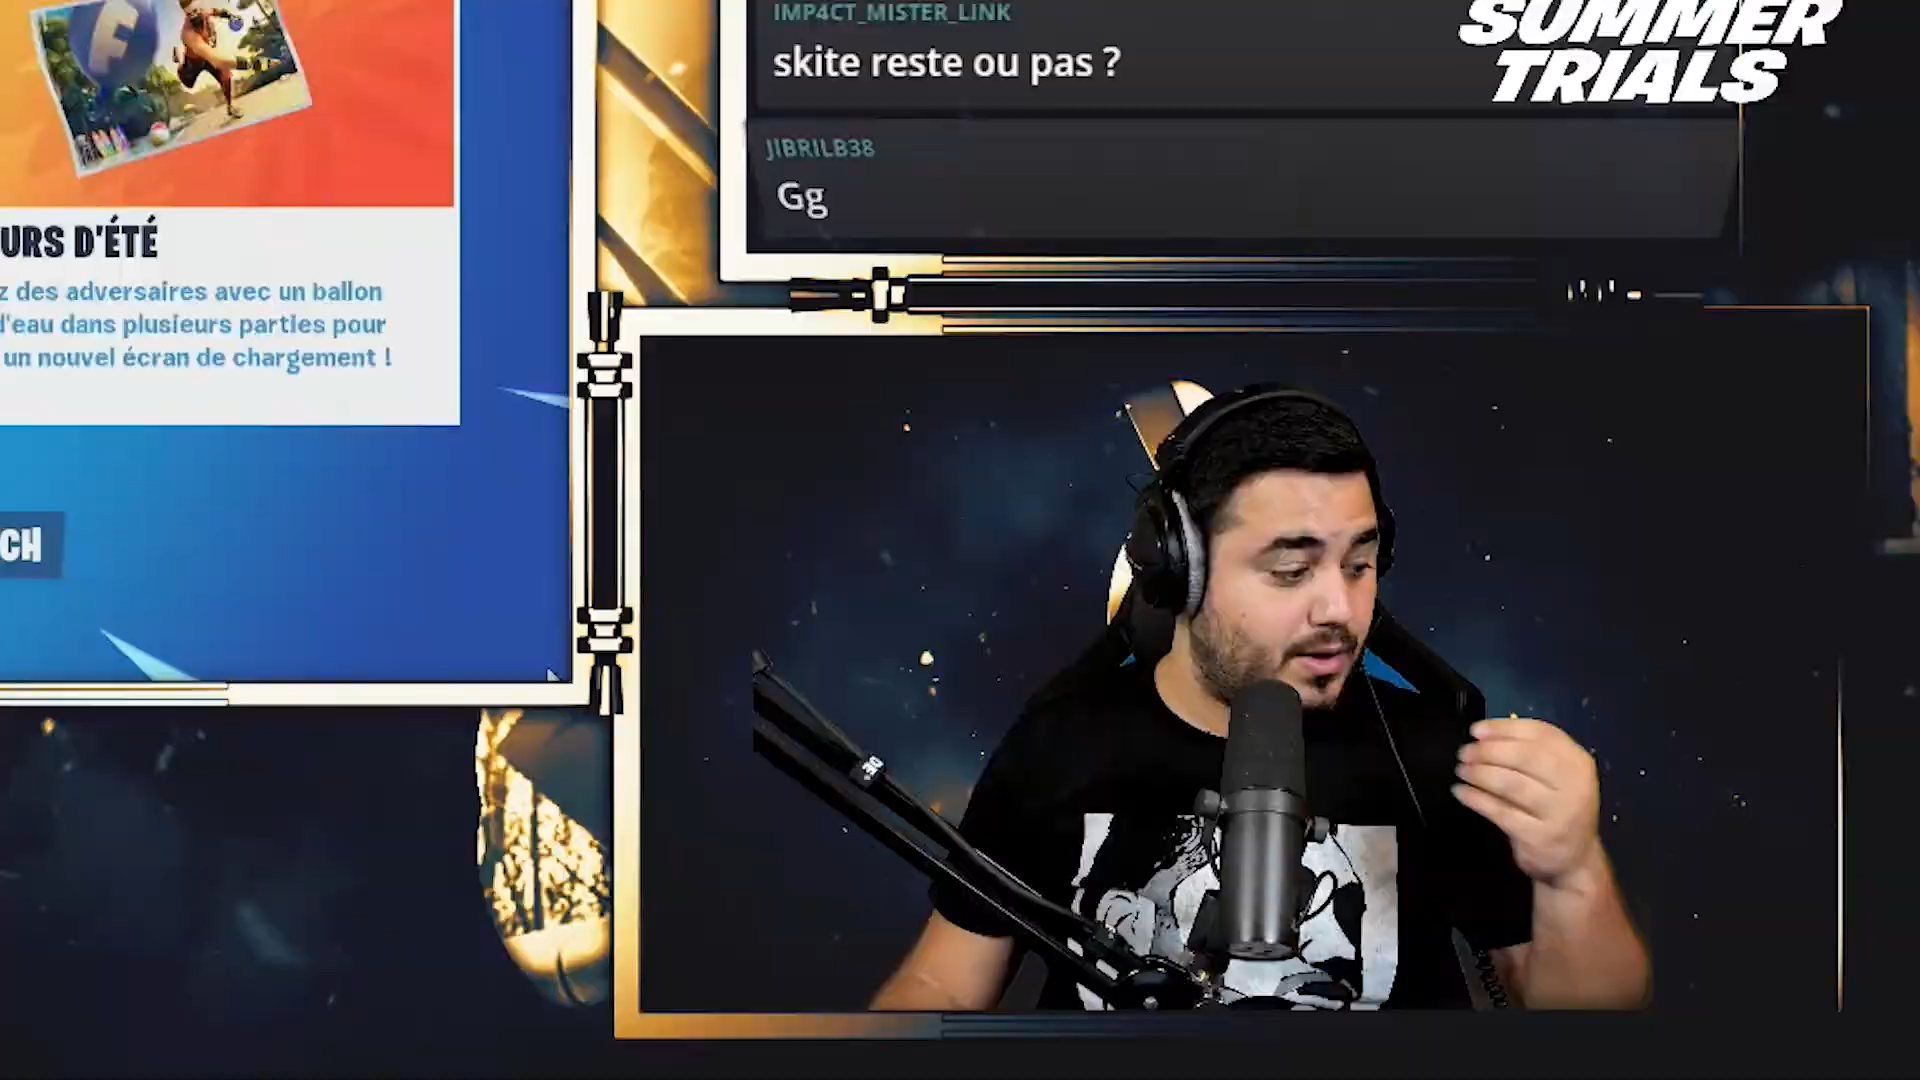 IMP4CT_MISTER_LINK
skite reste ou pas ?
SUMMER
TRIALS
JIBRILB38
Gg
URS D'ÉTÉ
z des adversaires avec un ballon
d'eau dans plusieurs parties pour
un nouvel écran de chargement !
CH